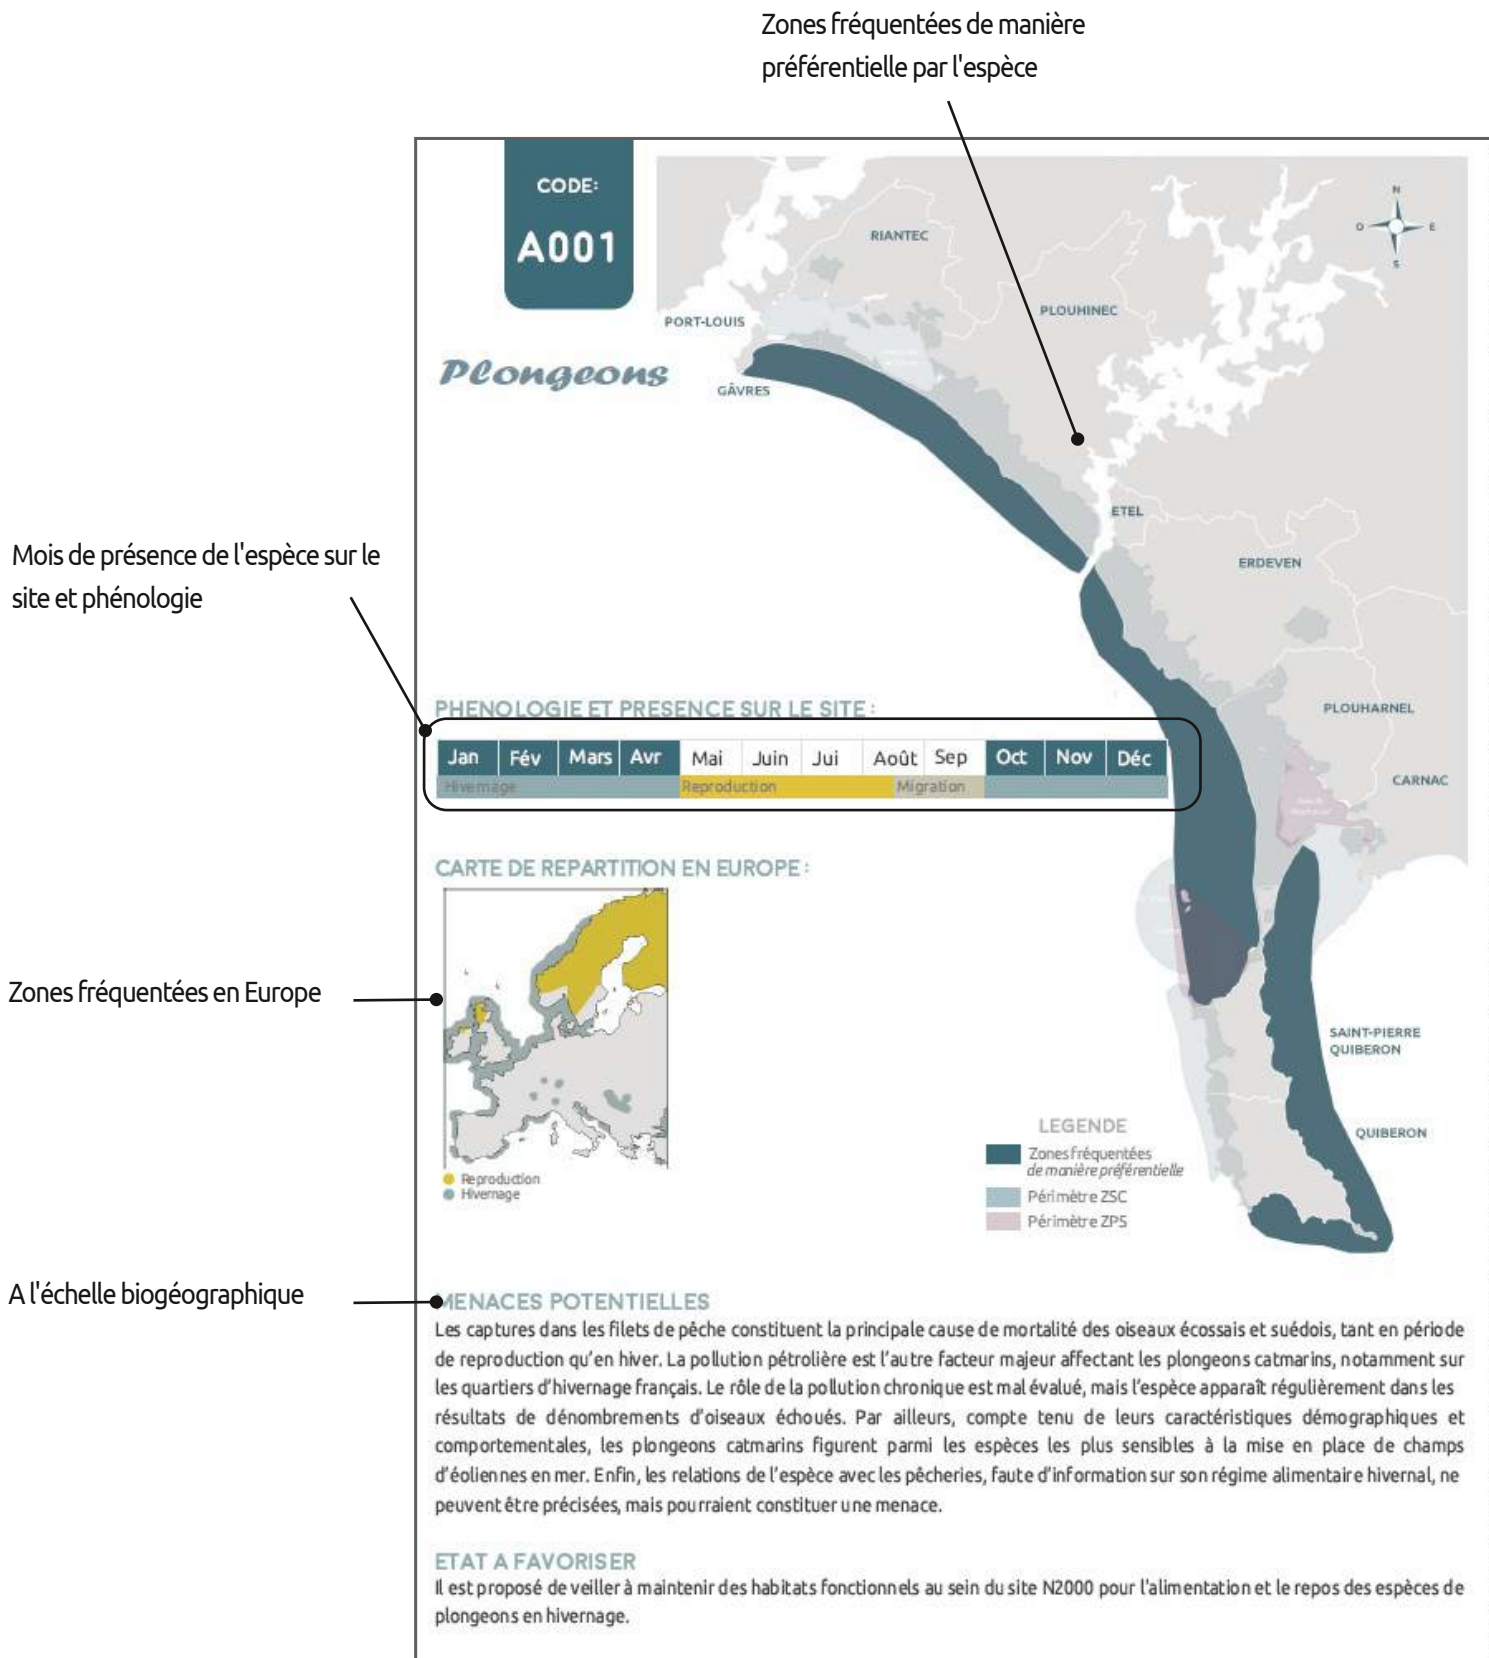 Zones fréquentées de manière
préférentielle par l'espèce
CODE:
A001
N
O
E
S
RIANTEC
PLOUHINEC
PORT-LOUIS
Plongeons
GÂVRES
ETEL
ERDEVEN
Mois de présence de l'espèce sur le
site et phénologie
PHENOLOGIE ET PRESENCE SUR LE SITE :
PLOUHARNEL
Jan Fév Mars Avr Mai Juin Jui Août Sep Oct Nov Déc
Hivernage Reproduction Migration
CARNAC
CARTE DE REPARTITION EN EUROPE :
Zones fréquentées en Europe
SAINT-PIERRE
QUIBERON
QUIBERON
LEGENDE
Zones fréquentées
de manière préférentielle
Périmètre ZSC
Périmètre ZPS
Reproduction
Hivernage
A l'échelle biogéographique
MENACES POTENTIELLES
Les captures dans les filets de pêche constituent la principale cause de mortalité des oiseaux écossais et suédois, tant en période
de reproduction qu'en hiver. La pollution pétrolière est l'autre facteur majeur affectant les plongeons catmarins, notamment sur
les quartiers d'hivernage français. Le rôle de la pollution chronique est mal évalué, mais l'espèce apparaît régulièrement dans les
résultats de dénombrements d'oiseaux échoués. Par ailleurs, compte tenu de leurs caractéristiques démographiques et
comportementales, les plongeons catmarins figurent parmi les espèces les plus sensibles à la mise en place de champs
d'éoliennes en mer. Enfin, les relations de l'espèce avec les pêcheries, faute d'information sur son régime alimentaire hivernal, ne
peuvent être précisées, mais pourraient constituer une menace.
ETAT A FAVORISER
Il est proposé de veiller à maintenir des habitats fonctionnels au sein du site N2000 pour l'alimentation et le repos des espèces de
plongeons en hivernage.